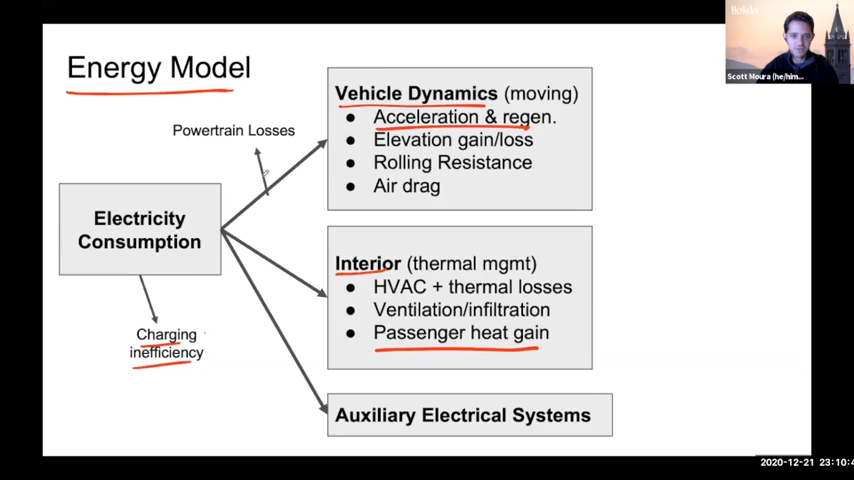 Berkeley
Scott Moura (he/him...
Energy Model
Powertrain Losses
Electricity
Consumption
Charging
inefficiency
Vehicle Dynamics (moving)
● Acceleration & regen.
● Elevation gain/loss
● Rolling Resistance
● Air drag
Interior (thermal mgmt)
● HVAC + thermal losses
● Ventilation/infiltration
● Passenger heat gain
Auxiliary Electrical Systems
2020-12-21 23:10:4